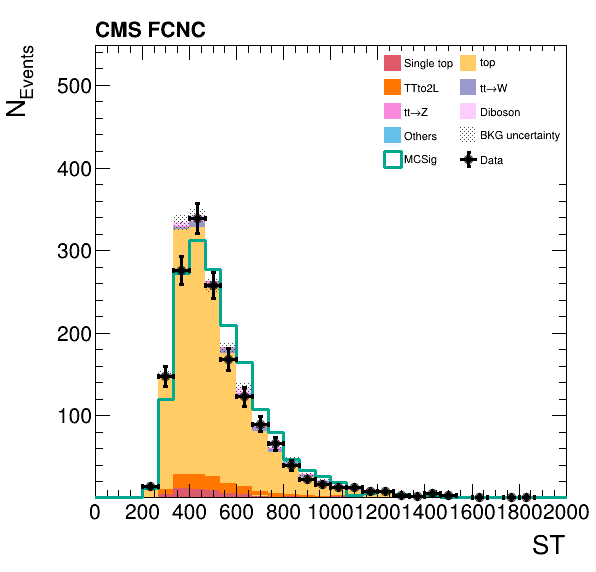 CMS FCNC
N_Events
500
400
300
200
100
Single top
top
TTto2L
tt→W
tt→Z
Diboson
Others
BKG uncertainty
MCSig
Data
0 200 400 600 800 1000 1200 1400 1600 1800 2000
ST